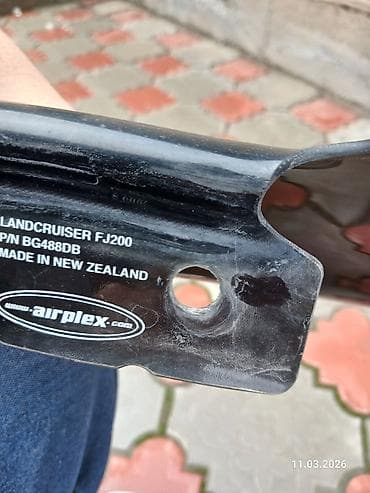 LANDCRUISER FJ200
P/N BG488DB
MADE IN NEW ZEALAND
www.airplex.com
11.03.2026